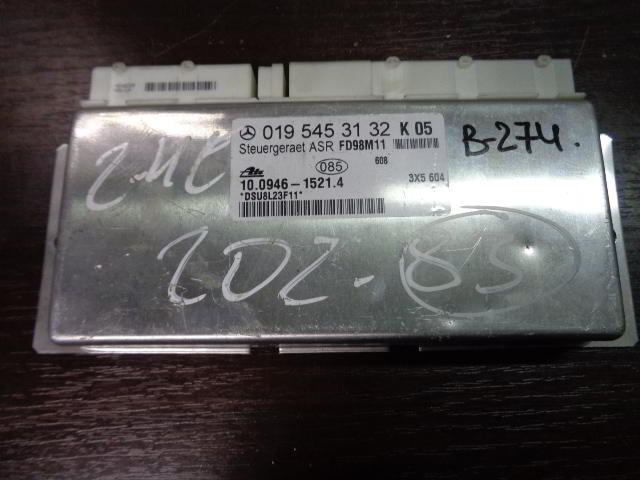 019 545 31 32 K 05
Steuergeraet ASR FD98M11
085
608
Ate
10.0946-1521.4
3X5 604
*DSU8L23F11*
B-274.
202-85